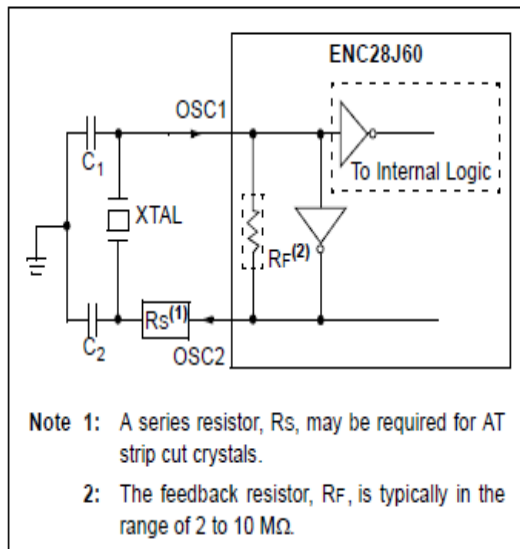 ENC28J60
OSC1
To Internal Logic
C1
XTAL
RF(2)
RS(1)
C2
OSC2
Note 1: A series resistor, RS, may be required for AT
strip cut crystals.
2: The feedback resistor, RF, is typically in the
range of 2 to 10 MΩ.